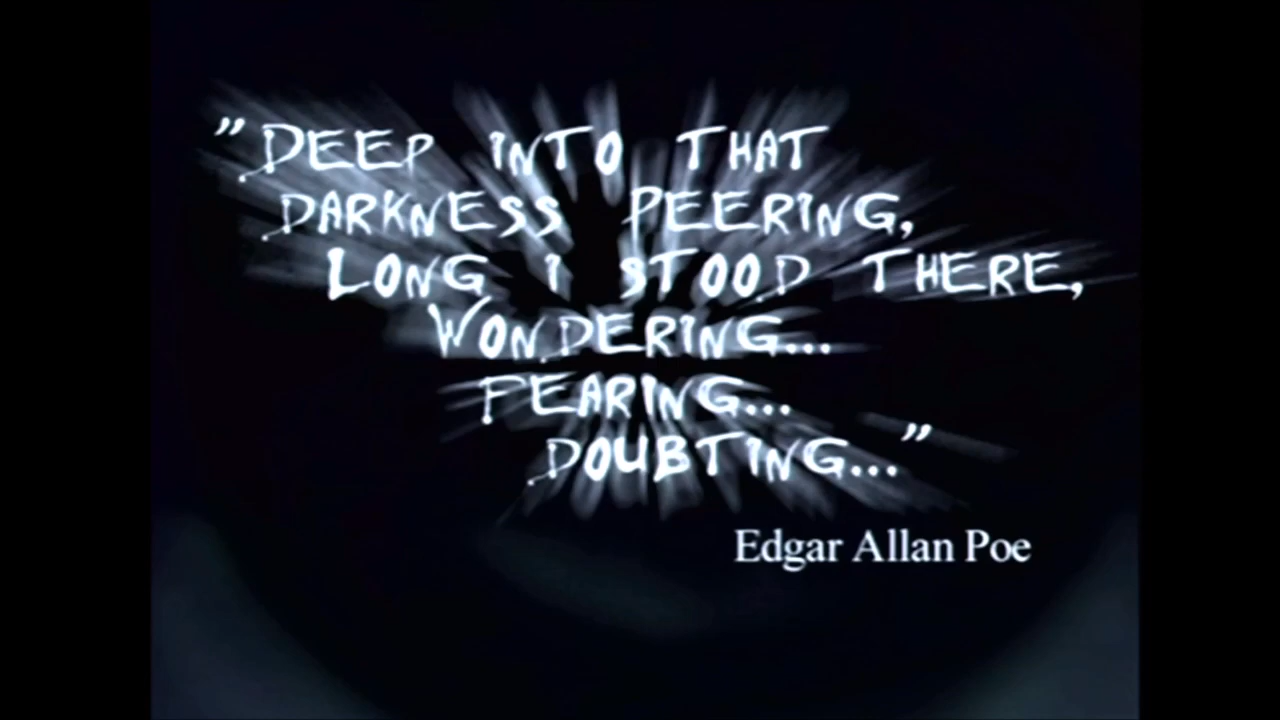 "DEEP INTO THAT
DARKNESS PEERING,
LONG I STOOD THERE,
WONDERING...
FEARING...
DOUBTING..."
Edgar Allan Poe